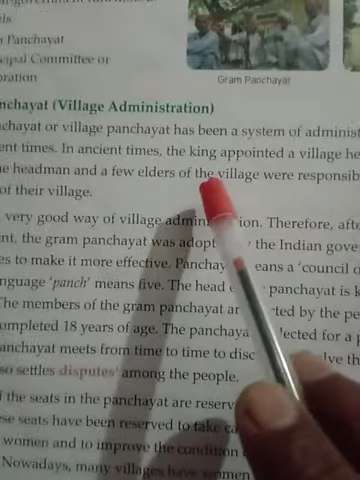 els
Panchayat
cipal Committee or
oration
Gram Panchayat
nchayat (Village Administration)
chayat or village panchayat has been a system of administ
ent times. In ancient times, the king appointed a village he
e headman and a few elders of the village were responsib
of their village.
very good way of village admin ion. Therefore, afte
nt, the gram panchayat was adopt the Indian gove
es to make it more effective. Panchay eans a 'council o
nguage 'panch' means five. The head panchayat is k
The members of the gram panchayat ar ted by the pe
ompleted 18 years of age. The panchaya lected for a p
anchayat meets from time to time to disc lve th
so settles disputes among the people.
f the seats in the panchayat are reserv
se seats have been reserved to take ca
women and to improve the condition
Nowadays, many villages have women